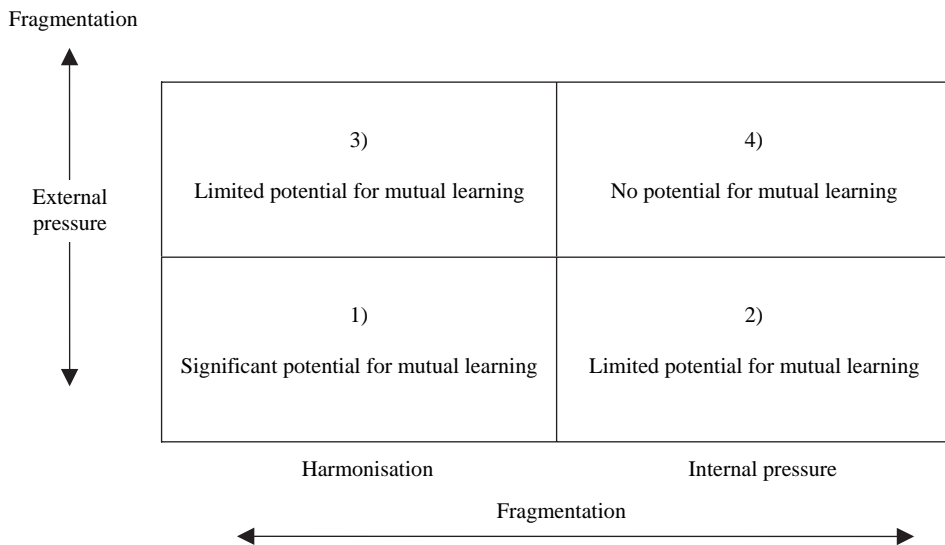 Fragmentation
3)
4)
Limited potential for mutual learning
No potential for mutual learning
External
pressure
1)
2)
Significant potential for mutual learning
Limited potential for mutual learning
Harmonisation
Internal pressure
Fragmentation